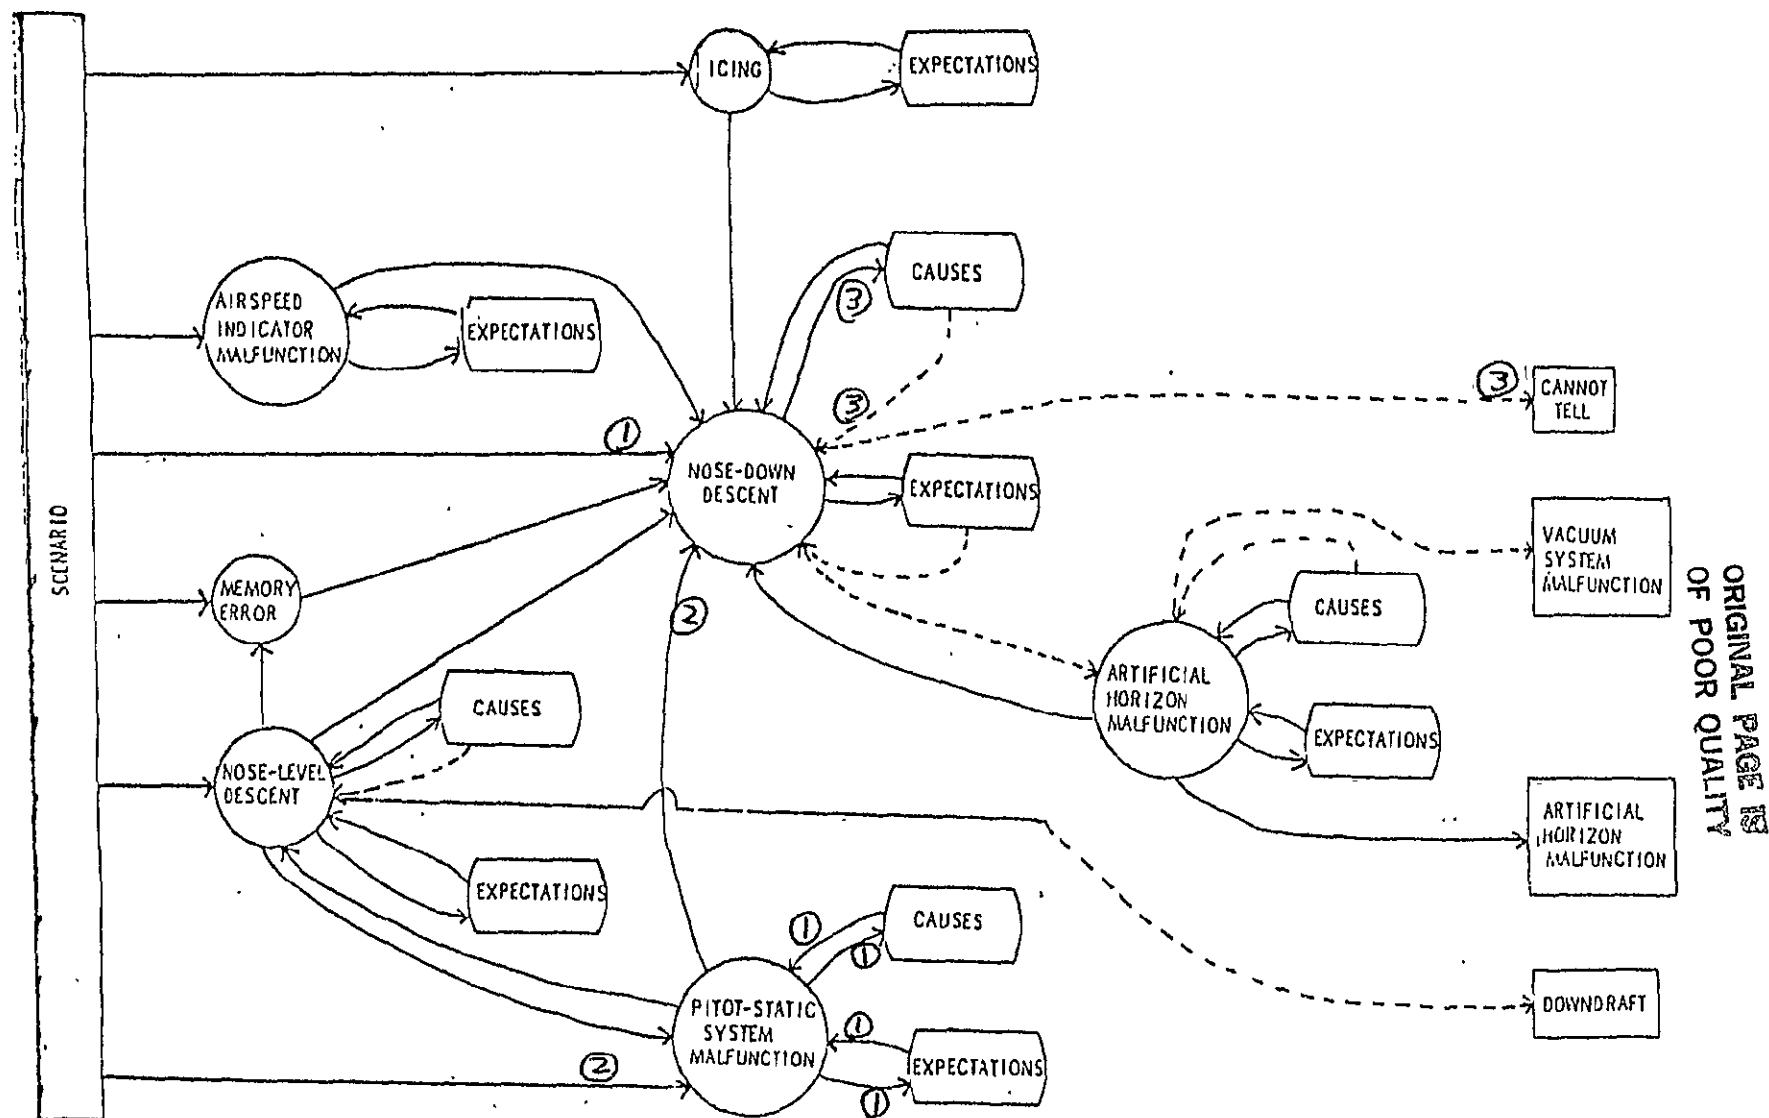 SCENARIO
ICING
EXPECTATIONS
AIRSPEED
INDICATOR
MALFUNCTION
EXPECTATIONS
CAUSES
3
3
3
CANNOT
TELL
1
NOSE-DOWN
DESCENT
EXPECTATIONS
VACUUM
SYSTEM
MALFUNCTION
MEMORY
ERROR
2
CAUSES
ARTIFICIAL
HORIZON
MALFUNCTION
EXPECTATIONS
CAUSES
NOSE-LEVEL
DESCENT
EXPECTATIONS
ARTIFICIAL
HORIZON
MALFUNCTION
1
1
CAUSES
PITOT-STATIC
SYSTEM
MALFUNCTION
1
EXPECTATIONS
1
2
DOWNDRAFT
ORIGINAL PAGE IS
OF POOR QUALITY